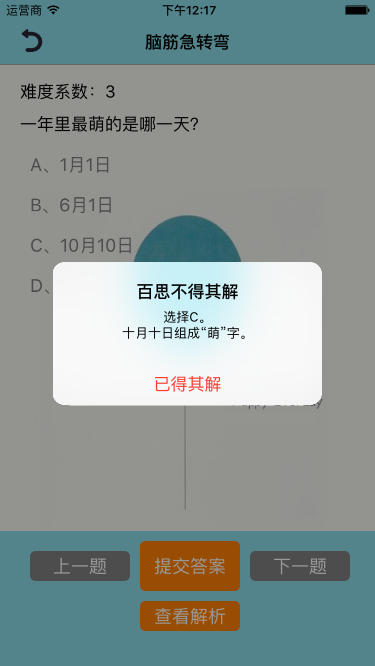 运营商 下午12:17
脑筋急转弯
难度系数：3
一年里最萌的是哪一天?
A、1月1日
B、6月1日
C、10月10日
D、
百思不得其解
选择C。
十月十日组成“萌”字。
已得其解
上一题 提交答案 下一题
查看解析